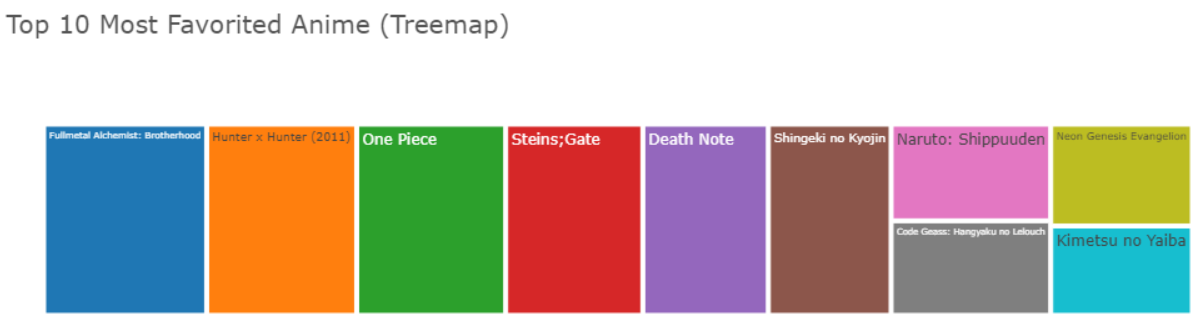 Top 10 Most Favorited Anime (Treemap)
Fullmetal Alchemist: Brotherhood
Hunter x Hunter (2011)
One Piece
Steins;Gate
Death Note
Shingeki no Kyojin
Naruto: Shippuuden
Neon Genesis Evangelion
Code Geass: Hangyaku no Lelouch
Kimetsu no Yaiba